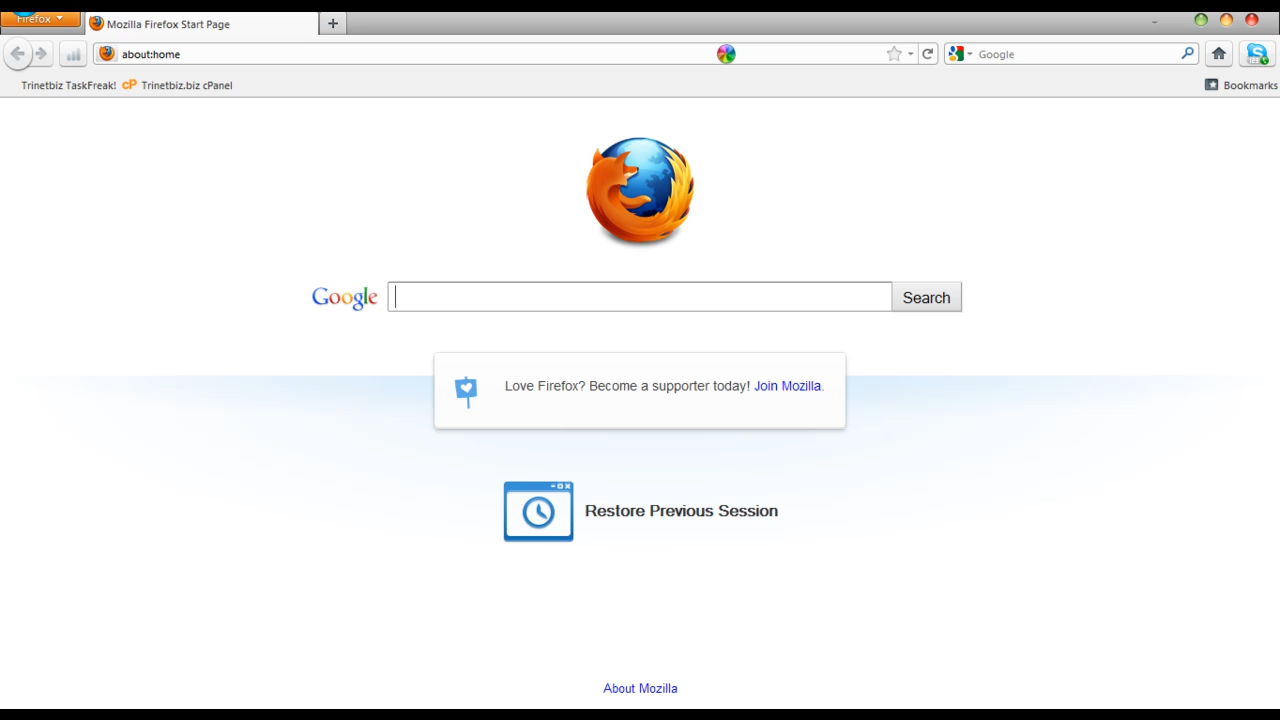 Firefox
Mozilla Firefox Start Page
about:home
Google
Trinetbiz TaskFreak!
cP Trinetbiz.biz cPanel
Bookmarks
Google
Search
Love Firefox? Become a supporter today! Join Mozilla.
Restore Previous Session
About Mozilla